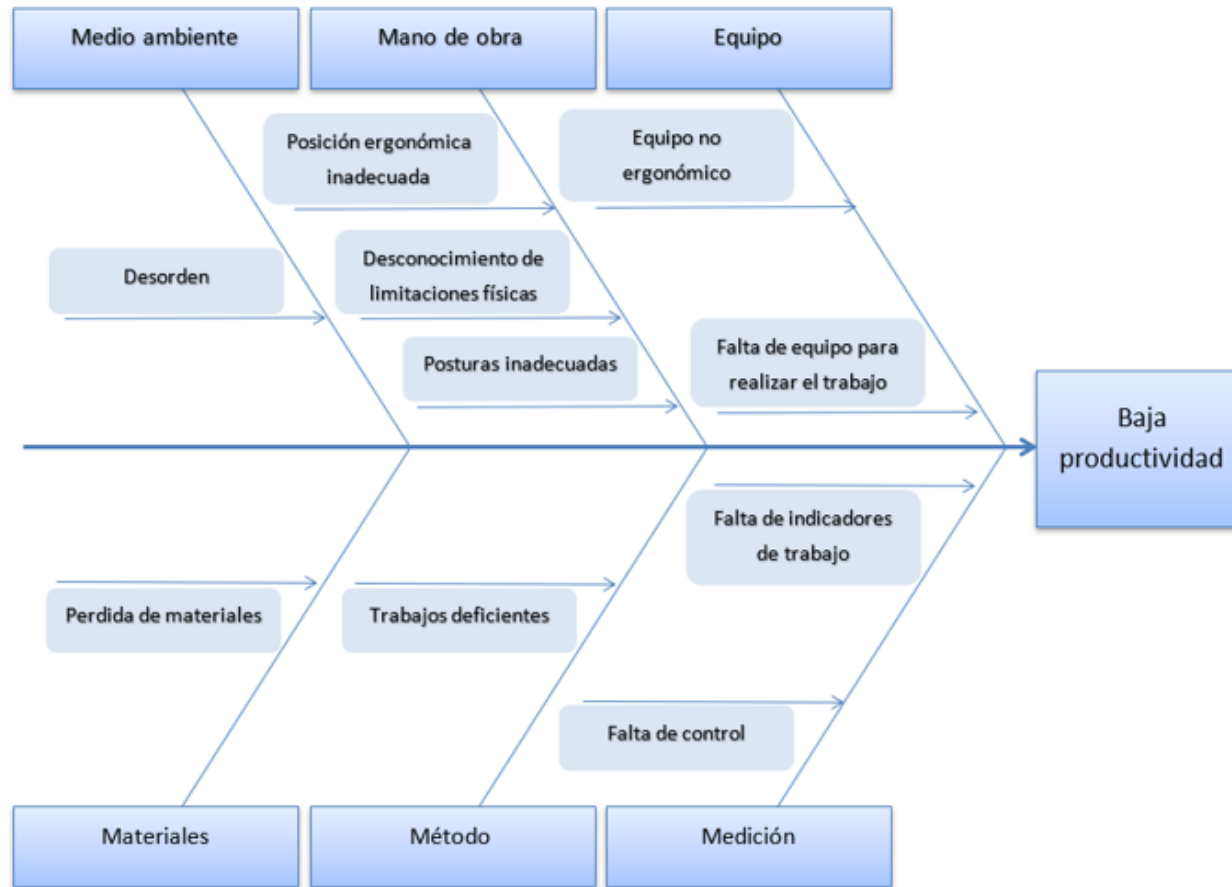 Medio ambiente
Mano de obra
Equipo
Posición ergonómica
inadecuada
Equipo no
ergonómico
Desorden
Desconocimiento de
limitaciones físicas
Posturas inadecuadas
Falta de equipo para
realizar el trabajo
Baja
productividad
Falta de indicadores
de trabajo
Perdida de materiales
Trabajos deficientes
Falta de control
Materiales
Método
Medición